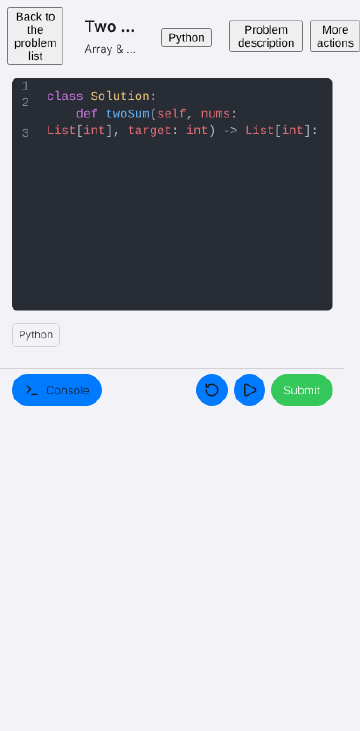 Back to
the
problem
list
Two ...
Array & ...
Python
Problem
description
More
actions
1
class Solution:
2
def twoSum(self, nums:
List[int], target: int) -> List[int]:
3
Python
Console
Submit